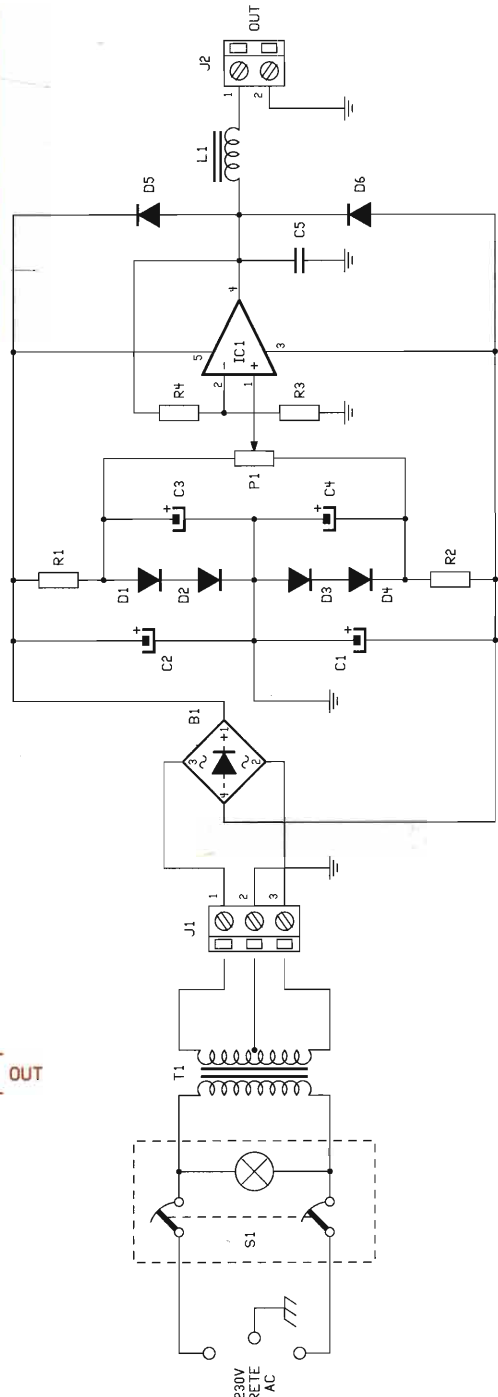 OUT
J2
1
2
L1
D5
D6
C5
4
5
IC1
3
-
+
2
1
R4
R3
P1
+
C3
+
C4
R1
D1
D2
D3
D4
R2
+
C2
+
C1
B1
3
+1
4
-
2
1
2
3
J1
T1
OUT
S1
230V
RETE
AC